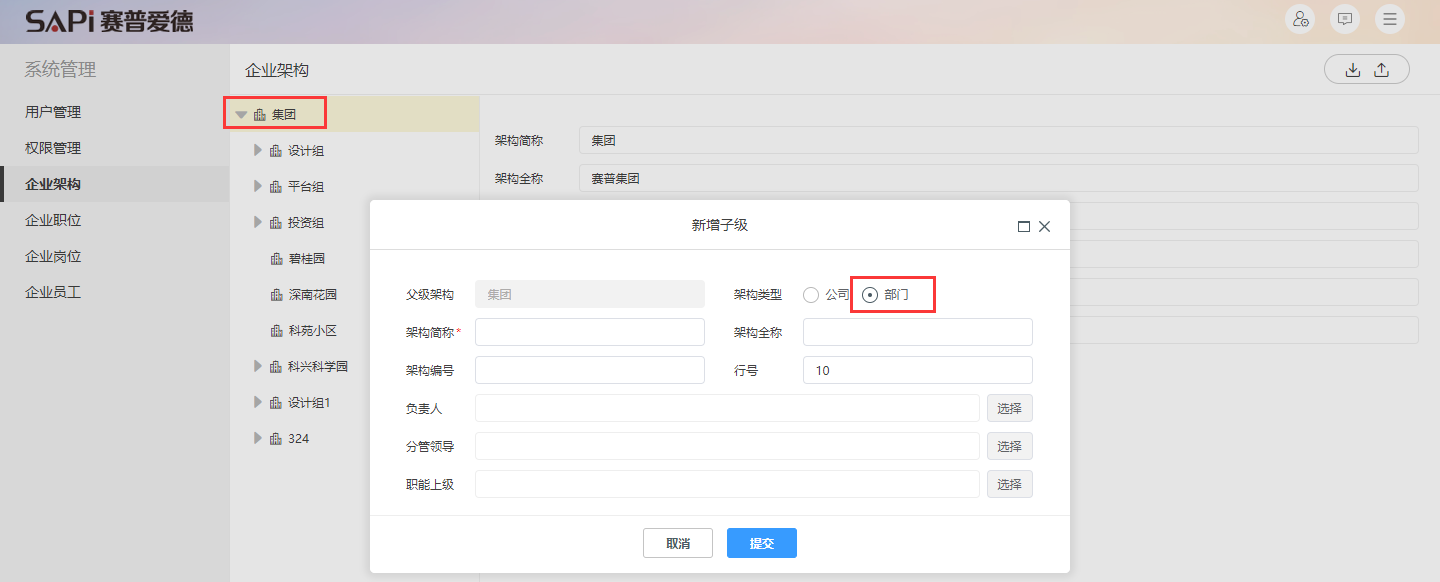 SAPi 赛普爱德
系统管理
用户管理
权限管理
企业架构
企业职位
企业岗位
企业员工
企业架构
集团
设计组
平台组
投资组
碧桂园
深南花园
科苑小区
科兴科学园
设计组1
324
架构简称 集团
架构全称 赛普集团
新增子级
父级架构 集团 架构类型 公司 部门
架构简称* 架构全称
架构编号 行号 10
负责人 选择
分管领导 选择
职能上级 选择
取消 提交